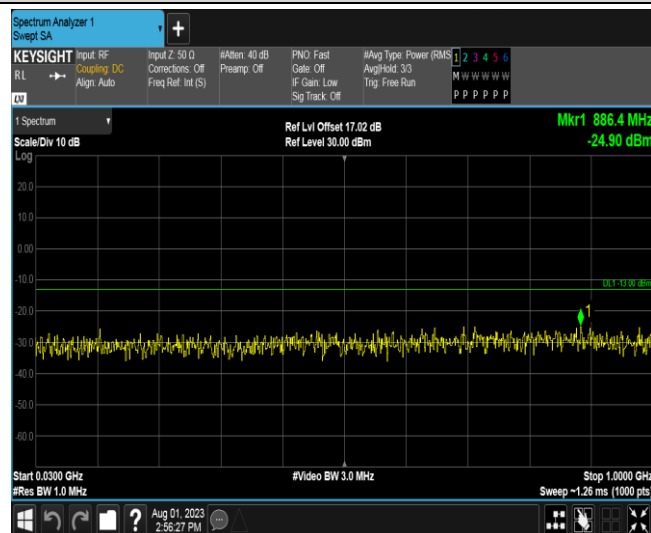 Spectrum Analyzer 1
Swept SA
+
KEYSIGHT
RL
Input: RF
Coupling: DC
Align: Auto
Input Z: 50 Ω
Corrections: Off
Freq Ref: Int (S)
#Atten: 40 dB
Preamp: Off
PNO: Fast
Gate: Off
IF Gain: Low
Sig Track: Off
#Avg Type: Power (RMS
Avg|Hold: 3/3
Trig: Free Run
1 2 3 4 5 6
M W W W W W
P P P P P P
1 Spectrum
Scale/Div 10 dB
Log
Ref Lvl Offset 17.02 dB
Ref Level 30.00 dBm
Mkr1 886.4 MHz
-24.90 dBm
20.0
10.0
0.00
-10.0
DL1 -13.00 dBm
-20.0
1
-30.0
-40.0
-50.0
-60.0
Start 0.0300 GHz
#Res BW 1.0 MHz
#Video BW 3.0 MHz
Stop 1.0000 GHz
Sweep ~1.26 ms (1000 pts)
?
Aug 01, 2023
2:56:27 PM